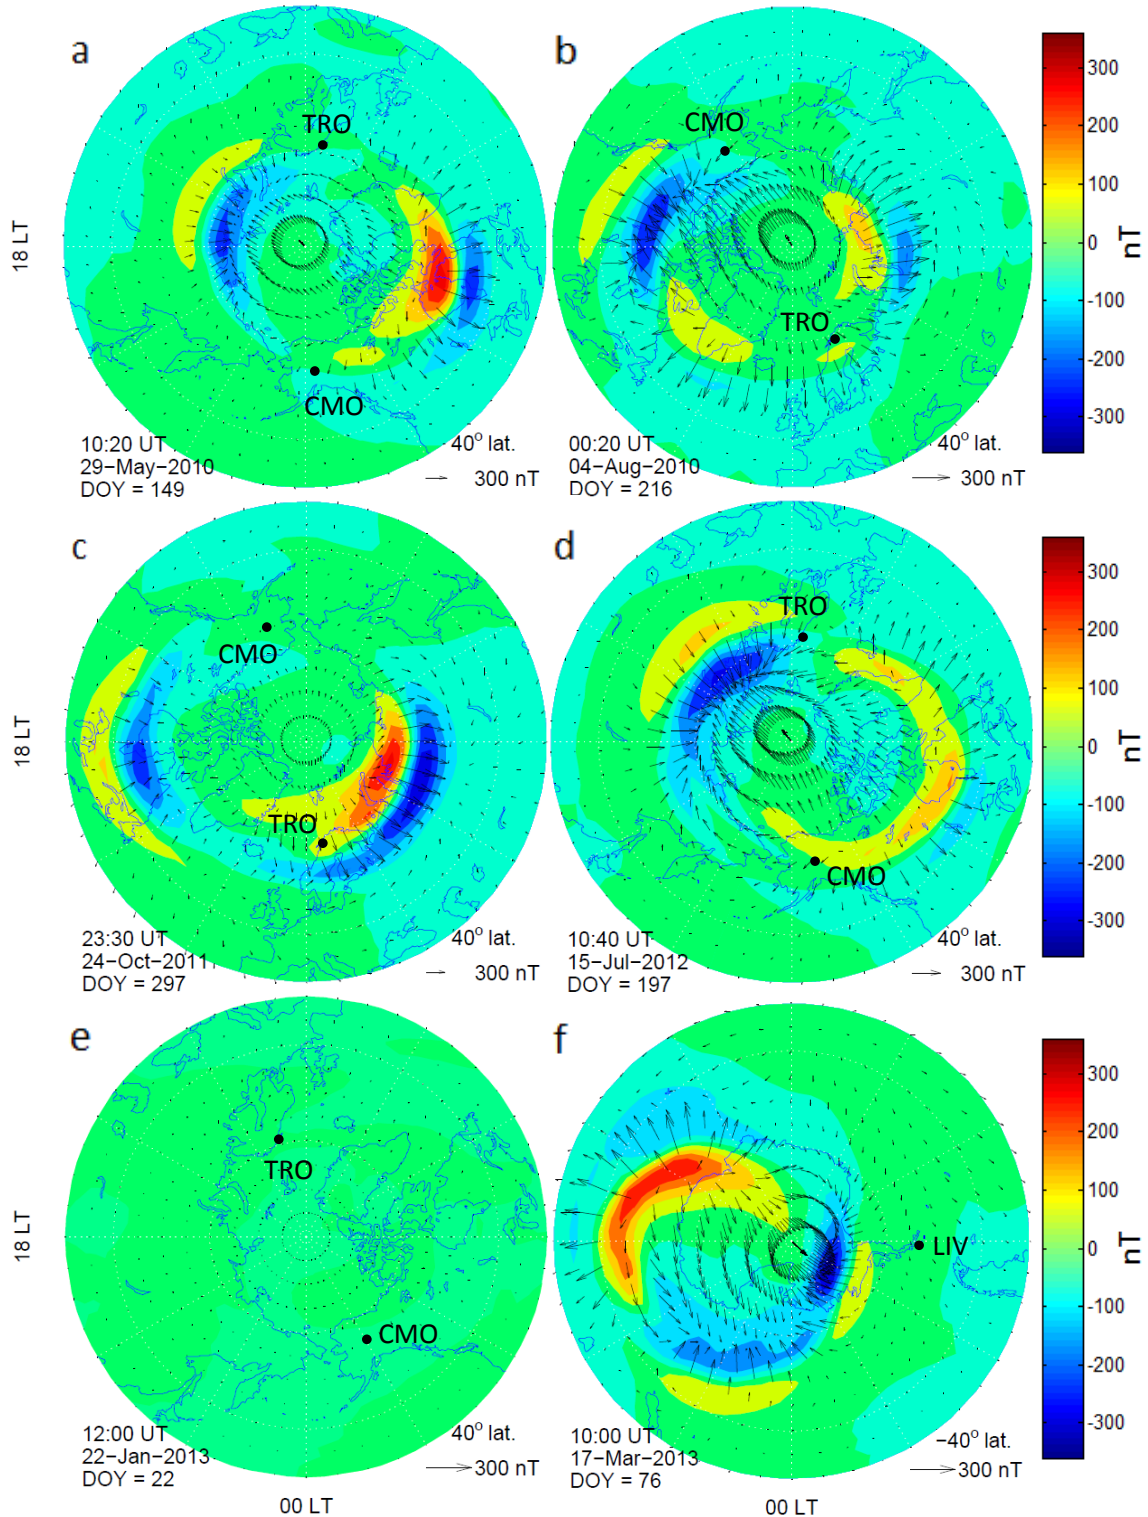 a
TRO
CMO
18 LT
10:20 UT
29−May−2010
DOY = 149
40° lat.
300 nT
b
CMO
TRO
00:20 UT
04−Aug−2010
DOY = 216
40° lat.
300 nT
300
200
100
0
-100
-200
-300
nT
c
CMO
TRO
18 LT
23:30 UT
24−Oct−2011
DOY = 297
40° lat.
300 nT
d
TRO
CMO
10:40 UT
15−Jul−2012
DOY = 197
40° lat.
300 nT
300
200
100
0
-100
-200
-300
nT
e
TRO
CMO
18 LT
12:00 UT
22−Jan−2013
DOY = 22
40° lat.
300 nT
00 LT
f
LIV
10:00 UT
17−Mar−2013
DOY = 76
−40° lat.
300 nT
00 LT
300
200
100
0
-100
-200
-300
nT